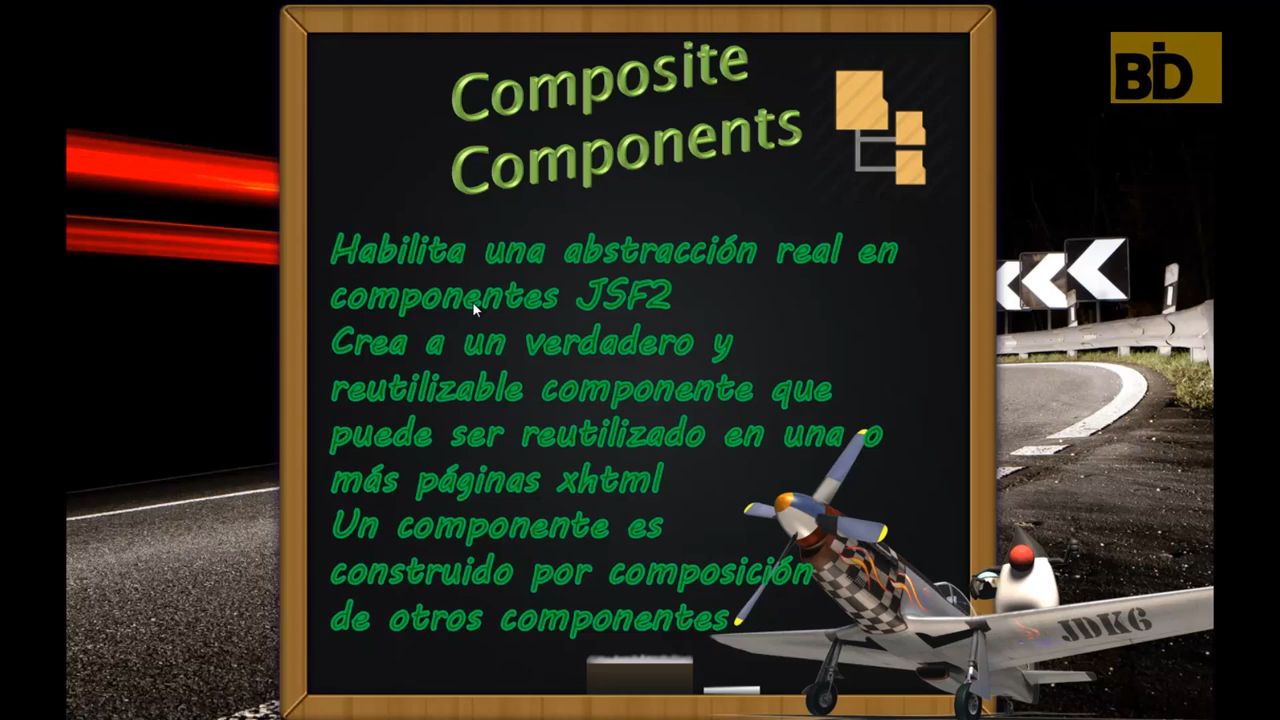 Composite
Components
BID
Habilita una abstracción real en
componentes JSF2
Crea a un verdadero y
reutilizable componente que
puede ser reutilizado en una o
más páginas xhtml
Un componente es
construido por composición
de otros componentes
JDK6